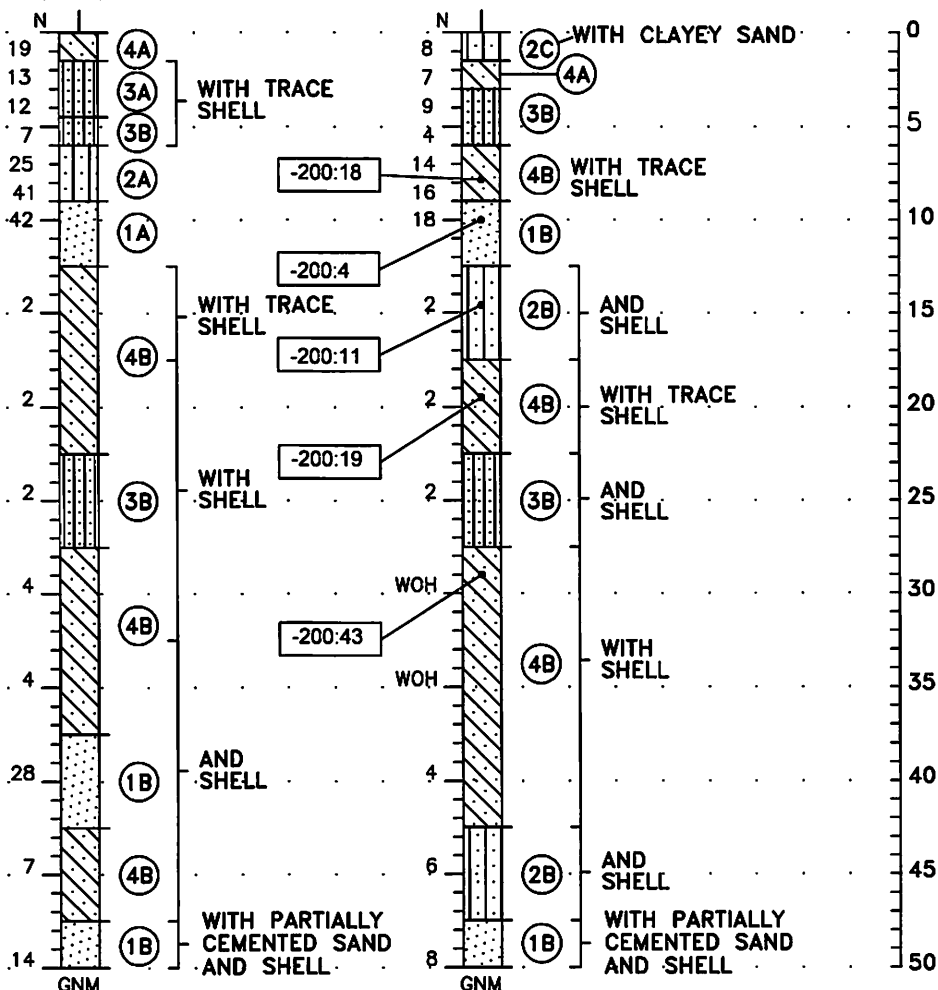 N N 0
19 4A 8 2C WITH CLAYEY SAND
13 7 4A
3A WITH TRACE
SHELL
12 9 3B
7 3B 4 5
25 2A -200:18 14 4B WITH TRACE
SHELL
41 16
42 1A 18 1B 10
-200:4
2 WITH TRACE
SHELL 2 2B AND
SHELL 15
4B -200:11
2 2 4B WITH TRACE
SHELL 20
-200:19
2 3B WITH
SHELL 2 3B AND
SHELL 25
4 4B WOH 30
-200:43
4B WITH
SHELL
4 WOH 35
28 1B AND
SHELL 4 40
7 4B 6 2B AND
SHELL 45
1B WITH PARTIALLY
CEMENTED SAND
AND SHELL
1B WITH PARTIALLY
CEMENTED SAND
AND SHELL
14 8 50
GNM GNM